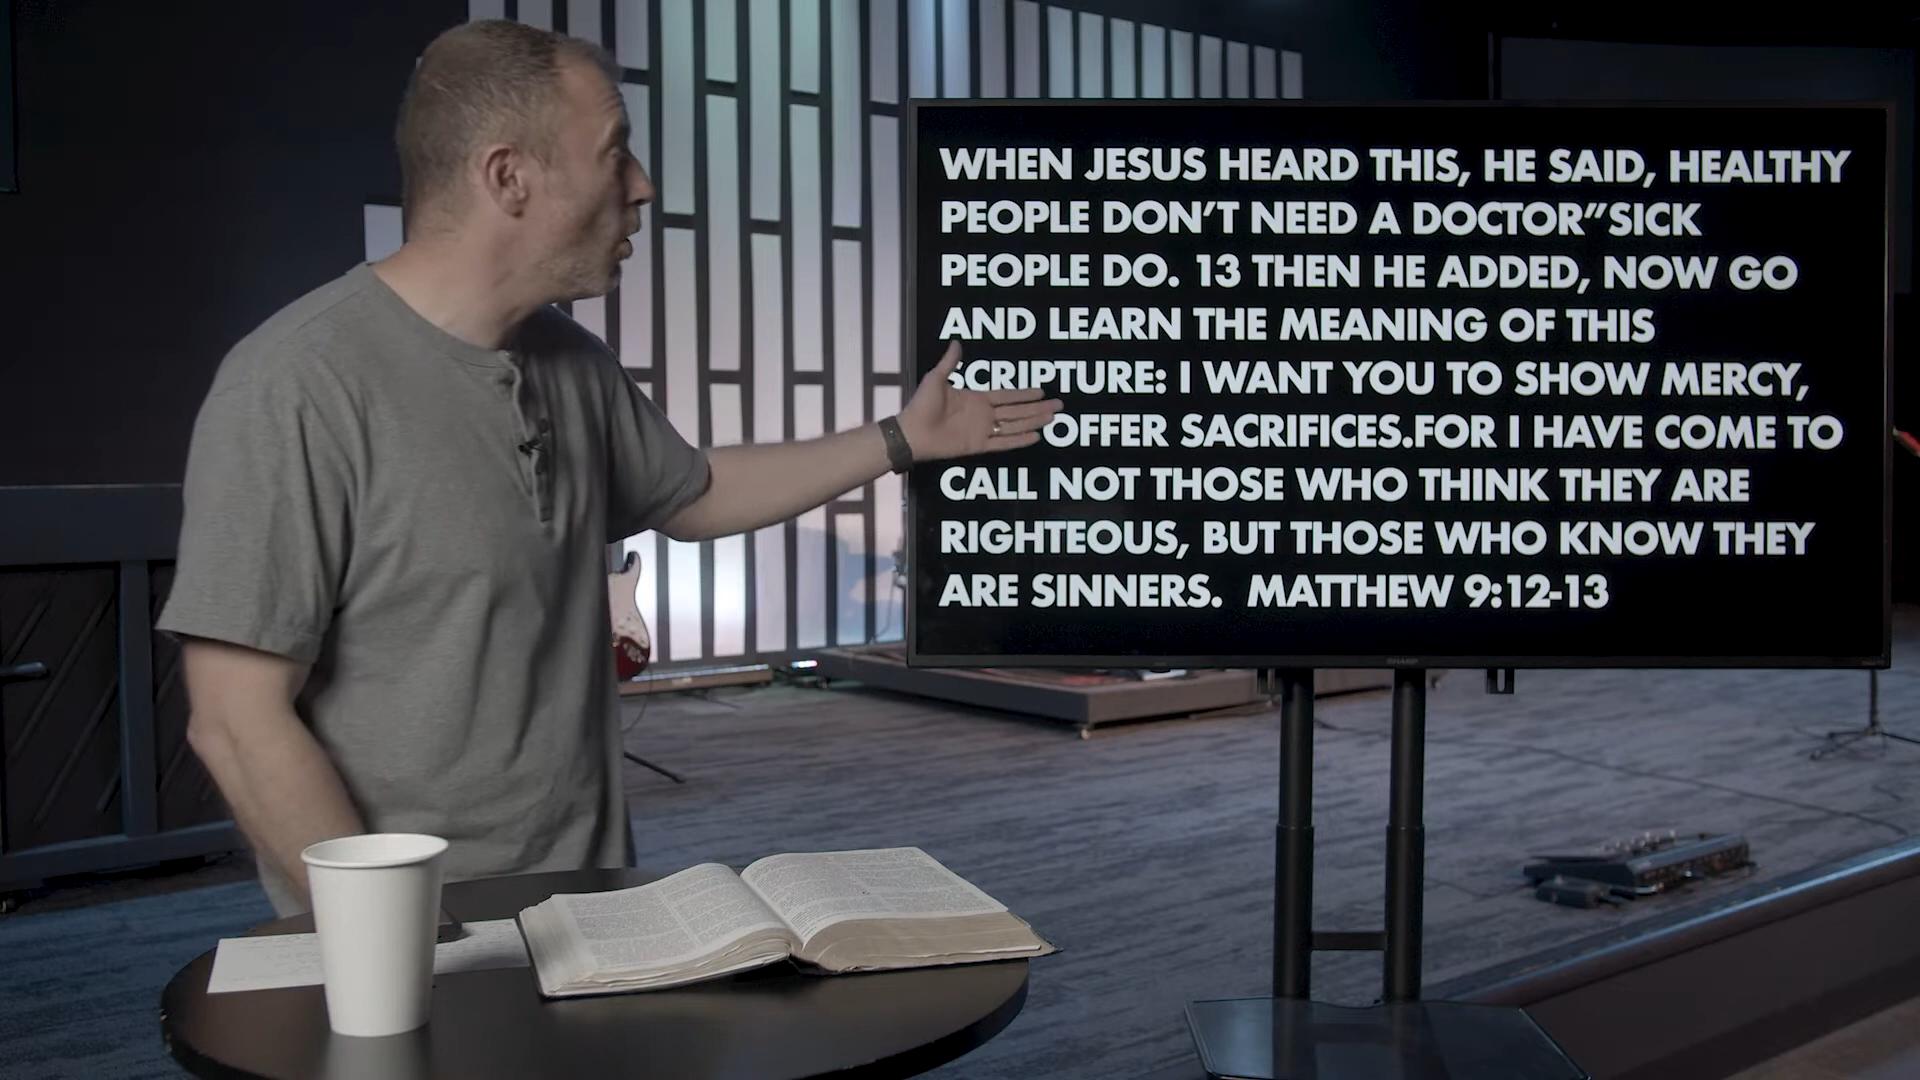 WHEN JESUS HEARD THIS, HE SAID, HEALTHY
PEOPLE DON'T NEED A DOCTOR"SICK
PEOPLE DO. 13 THEN HE ADDED, NOW GO
AND LEARN THE MEANING OF THIS
SCRIPTURE: I WANT YOU TO SHOW MERCY,
OFFER SACRIFICES.FOR I HAVE COME TO
CALL NOT THOSE WHO THINK THEY ARE
RIGHTEOUS, BUT THOSE WHO KNOW THEY
ARE SINNERS. MATTHEW 9:12-13
SHARP